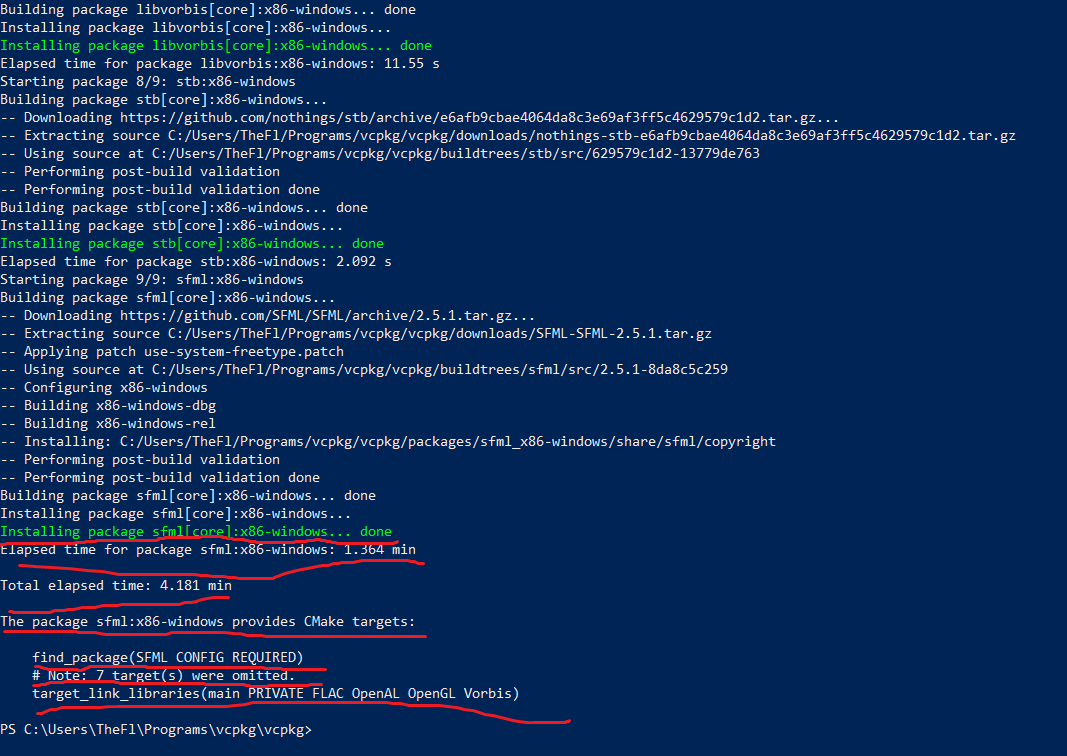 Building package libvorbis[core]:x86-windows... done
Installing package libvorbis[core]:x86-windows...
Installing package libvorbis[core]:x86-windows... done
Elapsed time for package libvorbis:x86-windows: 11.55 s
Starting package 8/9: stb:x86-windows
Building package stb[core]:x86-windows...
-- Downloading https://github.com/nothings/stb/archive/e6afb9cbae4064da8c3e69af3ff5c4629579c1d2.tar.gz...
-- Extracting source C:/Users/TheFl/Programs/vcpkg/vcpkg/downloads/nothings-stb-e6afb9cbae4064da8c3e69af3ff5c4629579c1d2.tar.gz
-- Using source at C:/Users/TheFl/Programs/vcpkg/vcpkg/buildtrees/stb/src/629579c1d2-13779de763
-- Performing post-build validation
-- Performing post-build validation done
Building package stb[core]:x86-windows... done
Installing package stb[core]:x86-windows...
Installing package stb[core]:x86-windows... done
Elapsed time for package stb:x86-windows: 2.092 s
Starting package 9/9: sfml:x86-windows
Building package sfml[core]:x86-windows...
-- Downloading https://github.com/SFML/SFML/archive/2.5.1.tar.gz...
-- Extracting source C:/Users/TheFl/Programs/vcpkg/vcpkg/downloads/SFML-SFML-2.5.1.tar.gz
-- Applying patch use-system-freetype.patch
-- Using source at C:/Users/TheFl/Programs/vcpkg/vcpkg/buildtrees/sfml/src/2.5.1-8da8c5c259
-- Configuring x86-windows
-- Building x86-windows-dbg
-- Building x86-windows-rel
-- Installing: C:/Users/TheFl/Programs/vcpkg/vcpkg/packages/sfml_x86-windows/share/sfml/copyright
-- Performing post-build validation
-- Performing post-build validation done
Building package sfml[core]:x86-windows... done
Installing package sfml[core]:x86-windows...
Installing package sfml[core]:x86-windows... done
Elapsed time for package sfml:x86-windows: 1.364 min
Total elapsed time: 4.181 min
The package sfml:x86-windows provides CMake targets:
find_package(SFML CONFIG REQUIRED)
# Note: 7 target(s) were omitted.
target_link_libraries(main PRIVATE FLAC OpenAL OpenGL Vorbis)
PS C:\Users\TheFl\Programs\vcpkg\vcpkg>